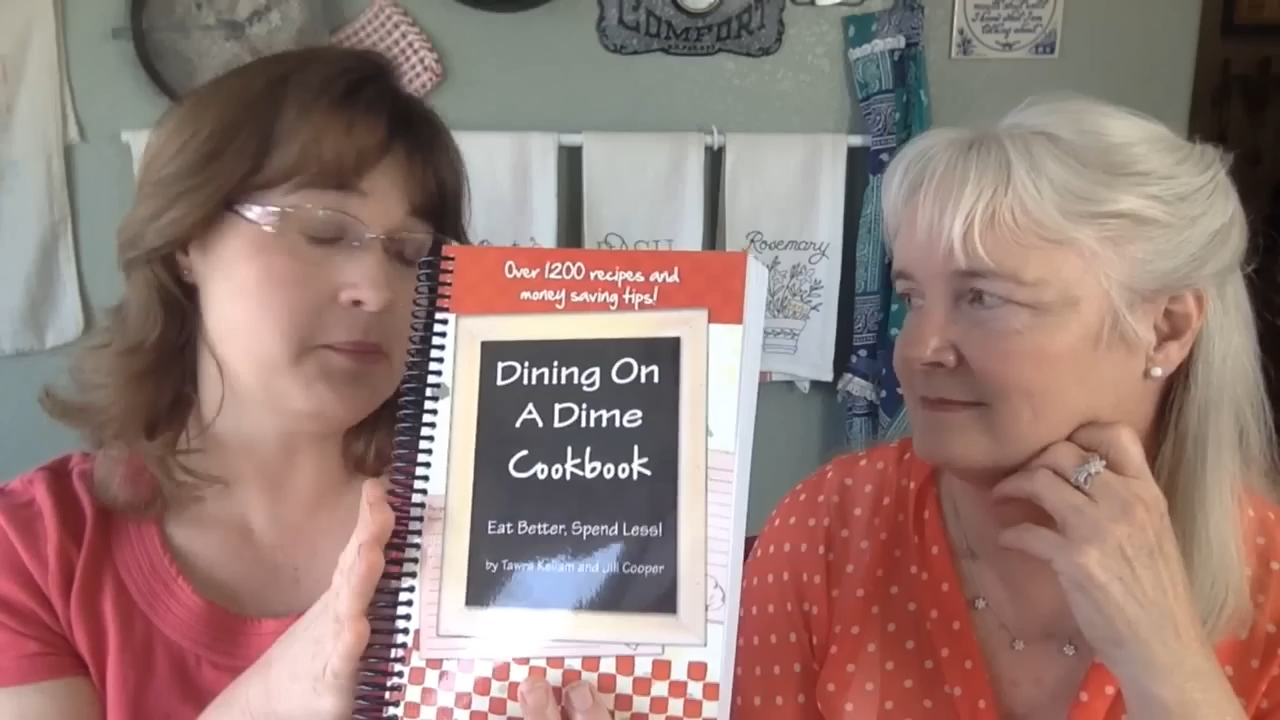 COMFORT
Rosemary
Over 1200 recipes and
money saving tips!
Dining On
A Dime
Cookbook
Eat Better, Spend Less!
by Tawra Kellam and Jill Cooper